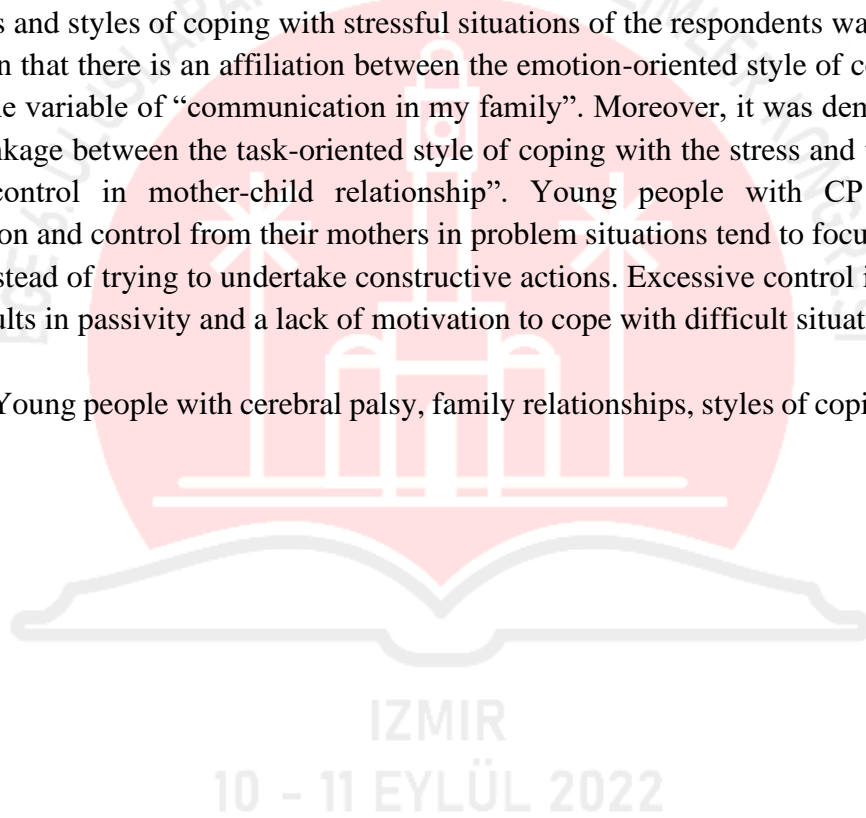 s and styles of coping with stressful situations of the respondents wa
n that there is an affiliation between the emotion-oriented style of c
e variable of “communication in my family”. Moreover, it was dem
nkage between the task-oriented style of coping with the stress and
control in mother-child relationship”. Young people with CP
on and control from their mothers in problem situations tend to focu
stead of trying to undertake constructive actions. Excessive control i
ults in passivity and a lack of motivation to cope with difficult situat
Young people with cerebral palsy, family relationships, styles of copi
IZMIR
10 - 11 EYLÜL 2022